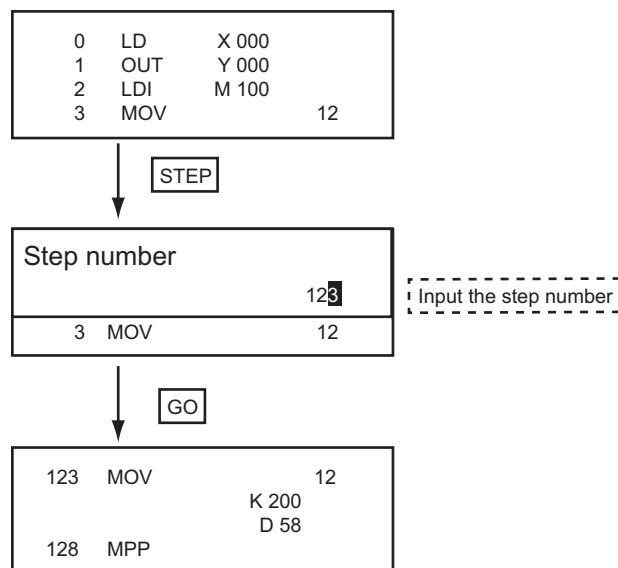 0 LD X 000
1 OUT Y 000
2 LDI M 100
3 MOV 12
STEP
Step number
123
Input the step number
3 MOV 12
GO
123 MOV 12
K 200
D 58
128 MPP